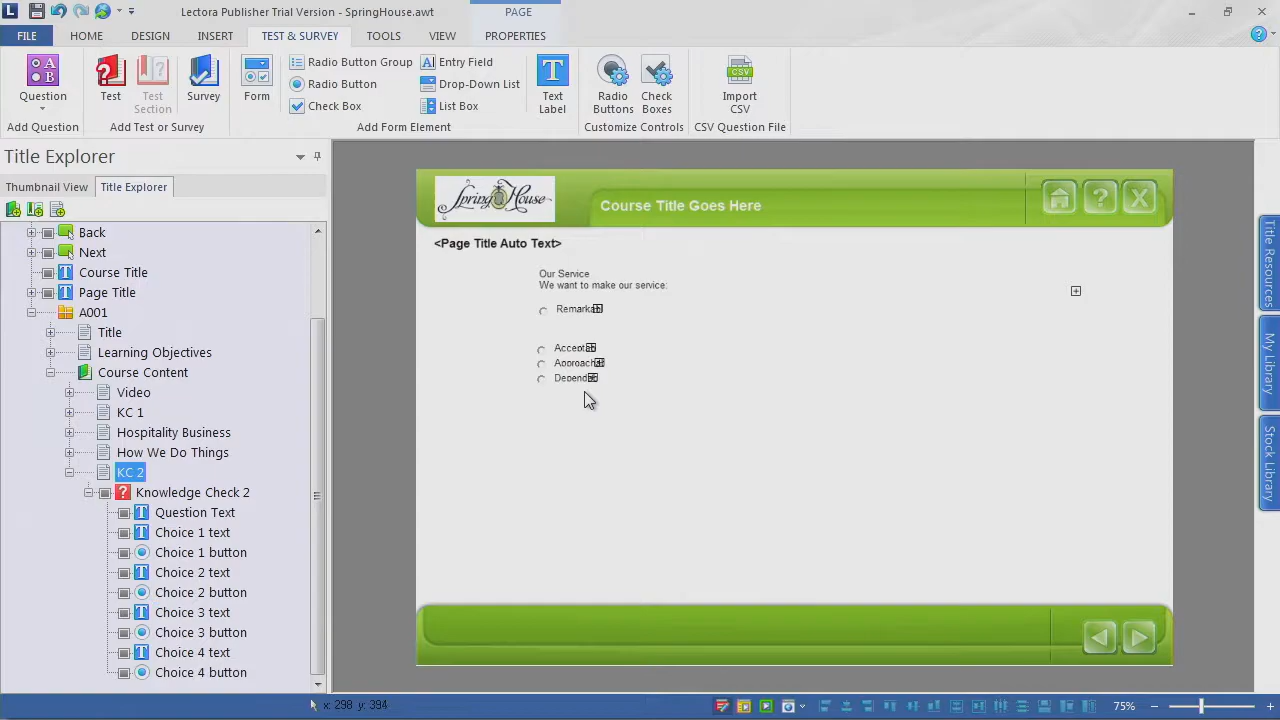 Lectora Publisher Trial Version - SpringHouse.awt
PAGE
FILE
HOME
DESIGN
INSERT
TEST & SURVEY
TOOLS
VIEW
PROPERTIES
Question
Add Question
Test
Test Section
Survey
Add Test or Survey
Form
Radio Button Group
Radio Button
Check Box
Entry Field
Drop-Down List
List Box
Text Label
Add Form Element
Radio Buttons
Check Boxes
Customize Controls
Import CSV
CSV Question File
Title Explorer
Thumbnail View
Title Explorer
Back
Next
Course Title
Page Title
A001
Title
Learning Objectives
Course Content
Video
KC 1
Hospitality Business
How We Do Things
KC 2
Knowledge Check 2
Question Text
Choice 1 text
Choice 1 button
Choice 2 text
Choice 2 button
Choice 3 text
Choice 3 button
Choice 4 text
Choice 4 button
Spring House
Course Title Goes Here
<Page Title Auto Text>
Our Service
We want to make our service:
Title Resources
My Library
Stock Library
x: 298 y: 394
75%